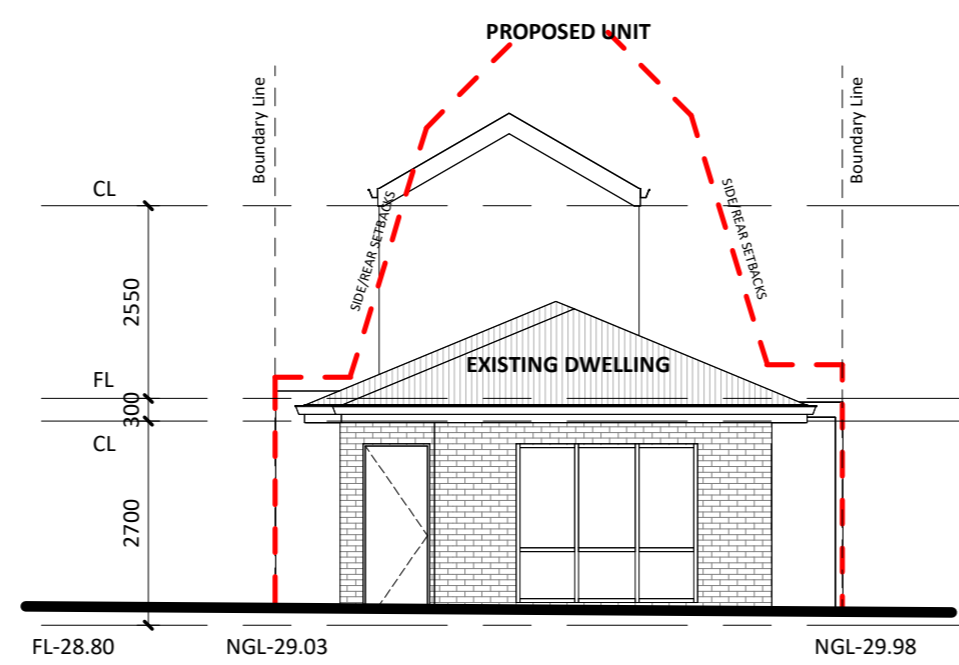 PROPOSED UNIT
Boundary Line
Boundary Line
CL
SIDE/REAR SETBACKS
SIDE/REAR SETBACKS
2550
EXISTING DWELLING
FL
300
CL
2700
FL-28.80
NGL-29.03
NGL-29.98